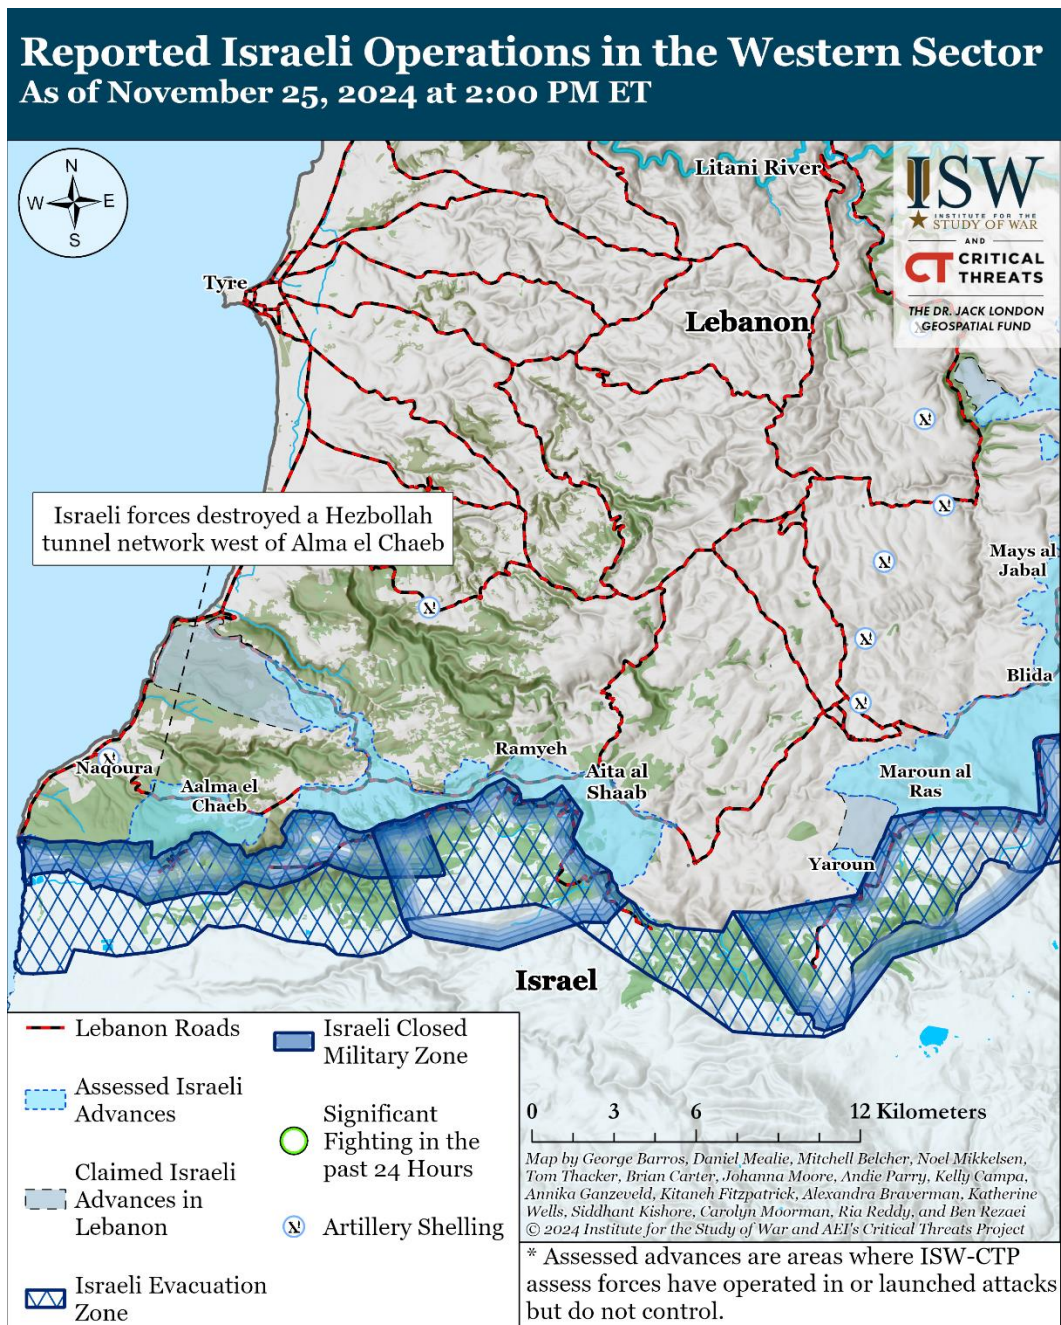 Reported Israeli Operations in the Western Sector
As of November 25, 2024 at 2:00 PM ET
N
W
E
S
Litani River
ISW
INSTITUTE FOR THE
STUDY OF WAR
AND
CT CRITICAL
THREATS
THE DR. JACK LONDON
GEOSPATIAL FUND
Tyre
Lebanon
Israeli forces destroyed a Hezbollah
tunnel network west of Alma el Chaeb
Mays al
Jabal
Blida
Ramyeh
Naqoura
Aalma el
Chaeb
Aita al
Shaab
Maroun al
Ras
Yaroun
Israel
Lebanon Roads
Assessed Israeli
Advances
Claimed Israeli
Advances in
Lebanon
Israeli Evacuation
Zone
Israeli Closed
Military Zone
Significant
Fighting in the
past 24 Hours
Artillery Shelling
0 3 6 12 Kilometers
Map by George Barros, Daniel Mealie, Mitchell Belcher, Noel Mikkelsen,
Tom Thacker, Brian Carter, Johanna Moore, Andie Parry, Kelly Campa,
Annika Ganzeveld, Kitaneh Fitzpatrick, Alexandra Braverman, Katherine
Wells, Siddhant Kishore, Carolyn Moorman, Ria Reddy, and Ben Rezaei
© 2024 Institute for the Study of War and AEI's Critical Threats Project
* Assessed advances are areas where ISW-CTP
assess forces have operated in or launched attacks
but do not control.